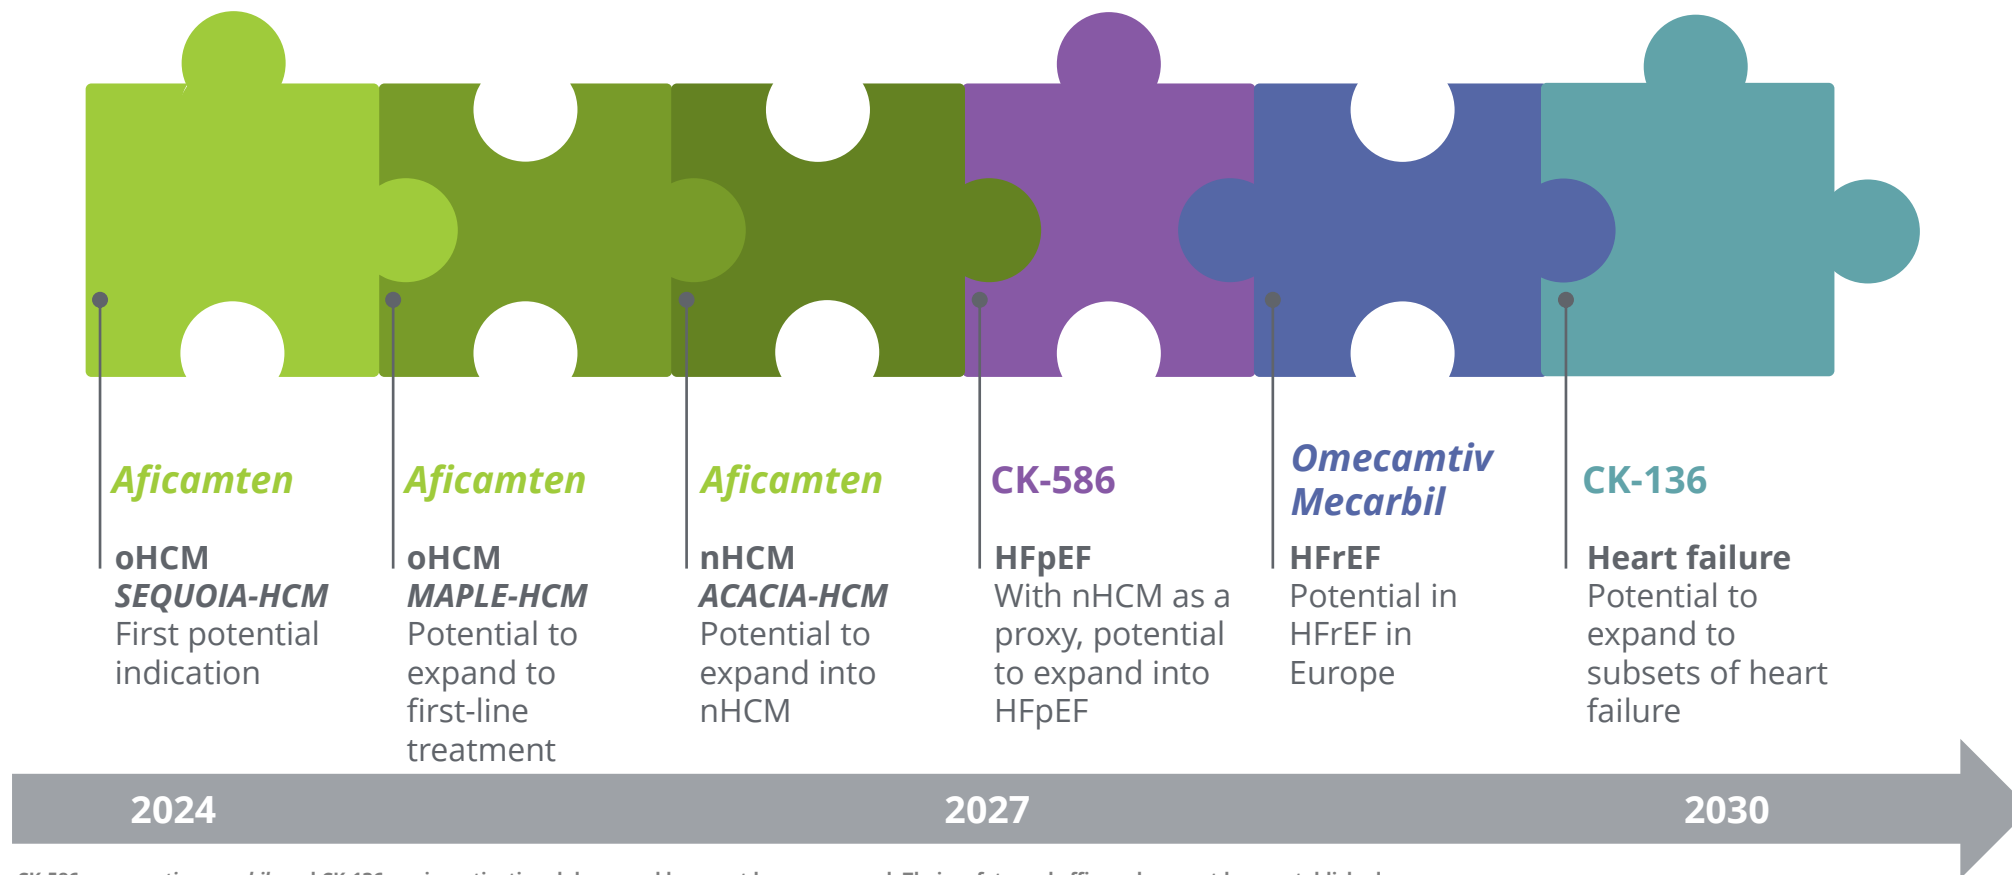 Aficamten
oHCM
SEQUOIA-HCM
First potential
indication
Aficamten
oHCM
MAPLE-HCM
Potential to
expand to
first-line
treatment
Aficamten
nHCM
ACACIA-HCM
Potential to
expand into
nHCM
CK-586
HFpEF
With nHCM as a
proxy, potential
to expand into
HFpEF
Omecamtiv
Mecarbil
HFrEF
Potential in
HFrEF in
Europe
CK-136
Heart failure
Potential to
expand to
subsets of heart
failure
2024
2027
2030